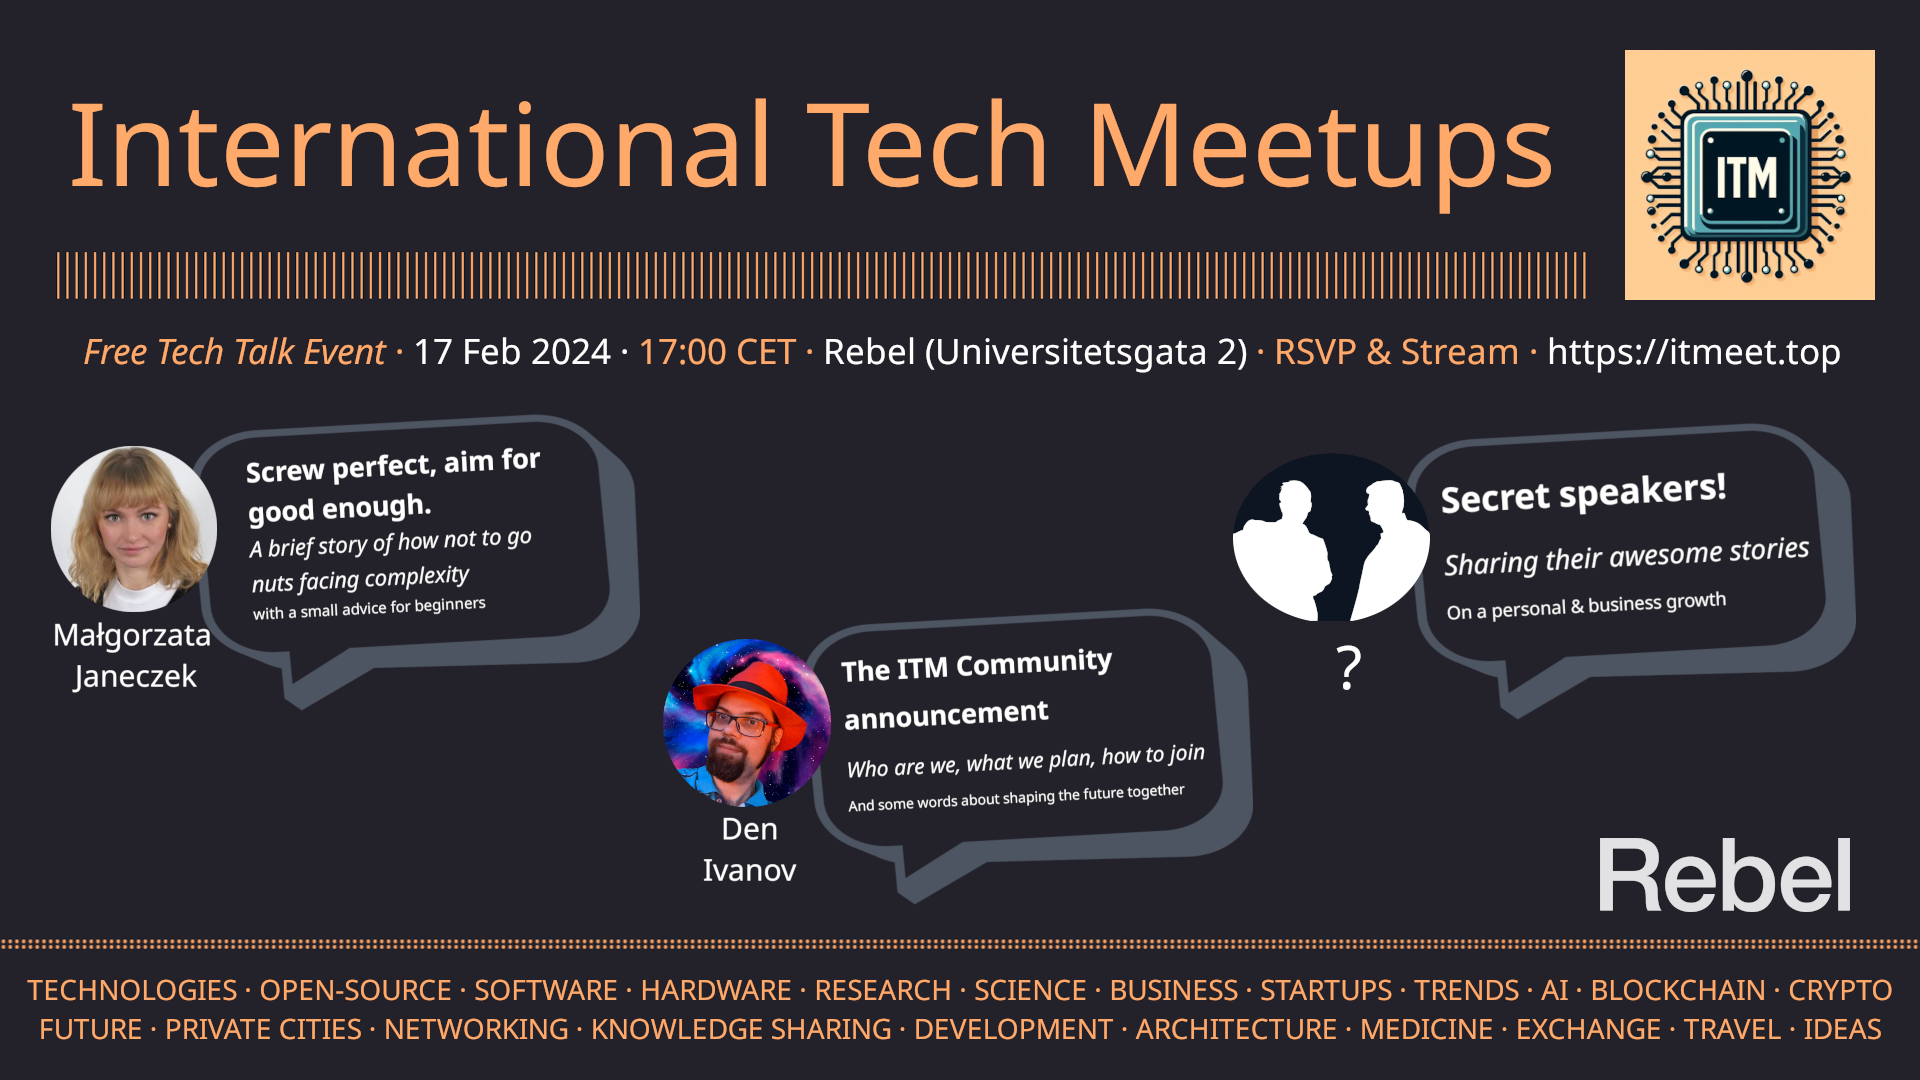 International Tech Meetups
ITM
Free Tech Talk Event · 17 Feb 2024 · 17:00 CET · Rebel (Universitetsgata 2) · RSVP & Stream · https://itmeet.top
Screw perfect, aim for
good enough.
A brief story of how not to go
nuts facing complexity
with a small advice for beginners
Małgorzata
Janeczek
The ITM Community
announcement
Who are we, what we plan, how to join
And some words about shaping the future together
Den
Ivanov
Secret speakers!
Sharing their awesome stories
On a personal & business growth
?
Rebel
TECHNOLOGIES · OPEN-SOURCE · SOFTWARE · HARDWARE · RESEARCH · SCIENCE · BUSINESS · STARTUPS · TRENDS · AI · BLOCKCHAIN · CRYPTO
FUTURE · PRIVATE CITIES · NETWORKING · KNOWLEDGE SHARING · DEVELOPMENT · ARCHITECTURE · MEDICINE · EXCHANGE · TRAVEL · IDEAS